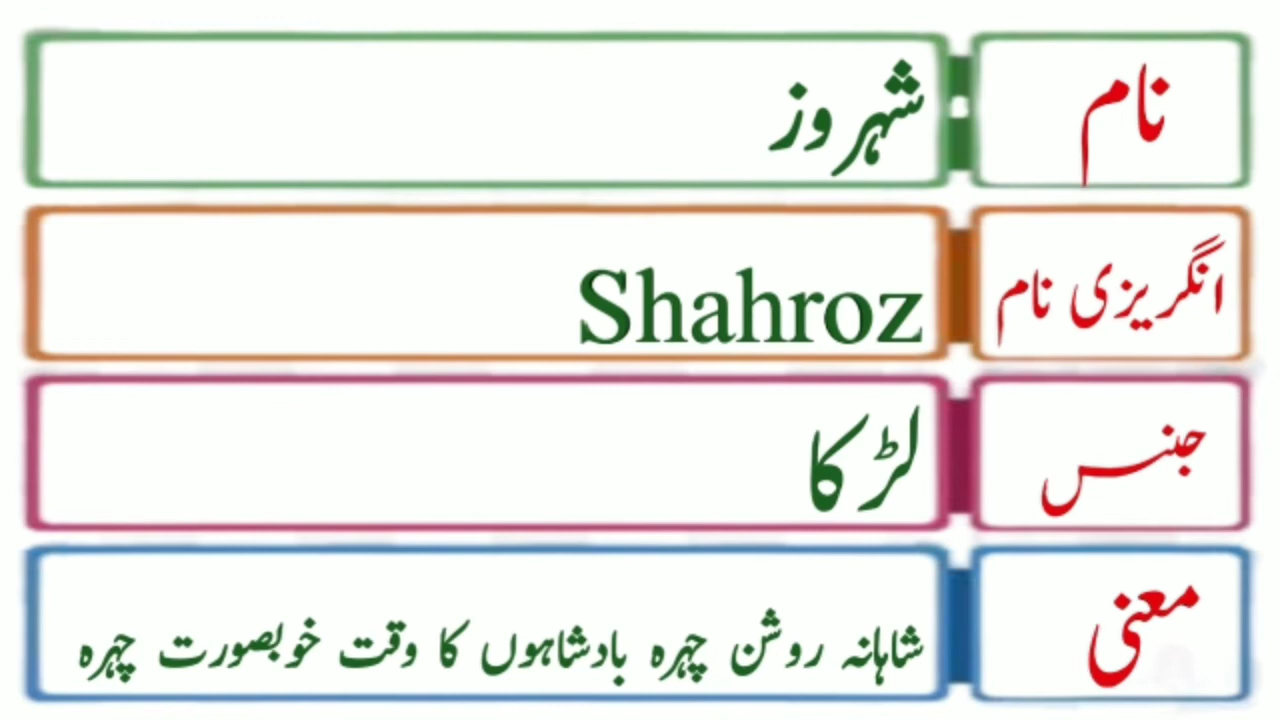 نام شہروز
انگریزی نام Shahroz
جنس لڑکا
معنی شاہانہ روشن چہرہ بادشاہوں کا وقت خوبصورت چہرہ